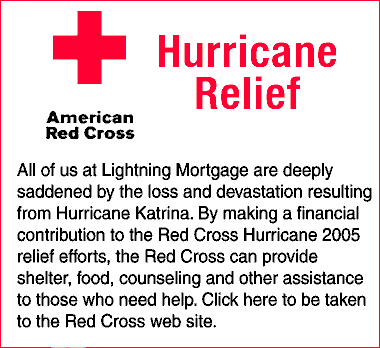 Hurricane
Relief
American
Red Cross
All of us at Lightning Mortgage are deeply
saddened by the loss and devastation resulting
from Hurricane Katrina. By making a financial
contribution to the Red Cross Hurricane 2005
relief efforts, the Red Cross can provide
shelter, food, counseling and other assistance
to those who need help. Click here to be taken
to the Red Cross web site.